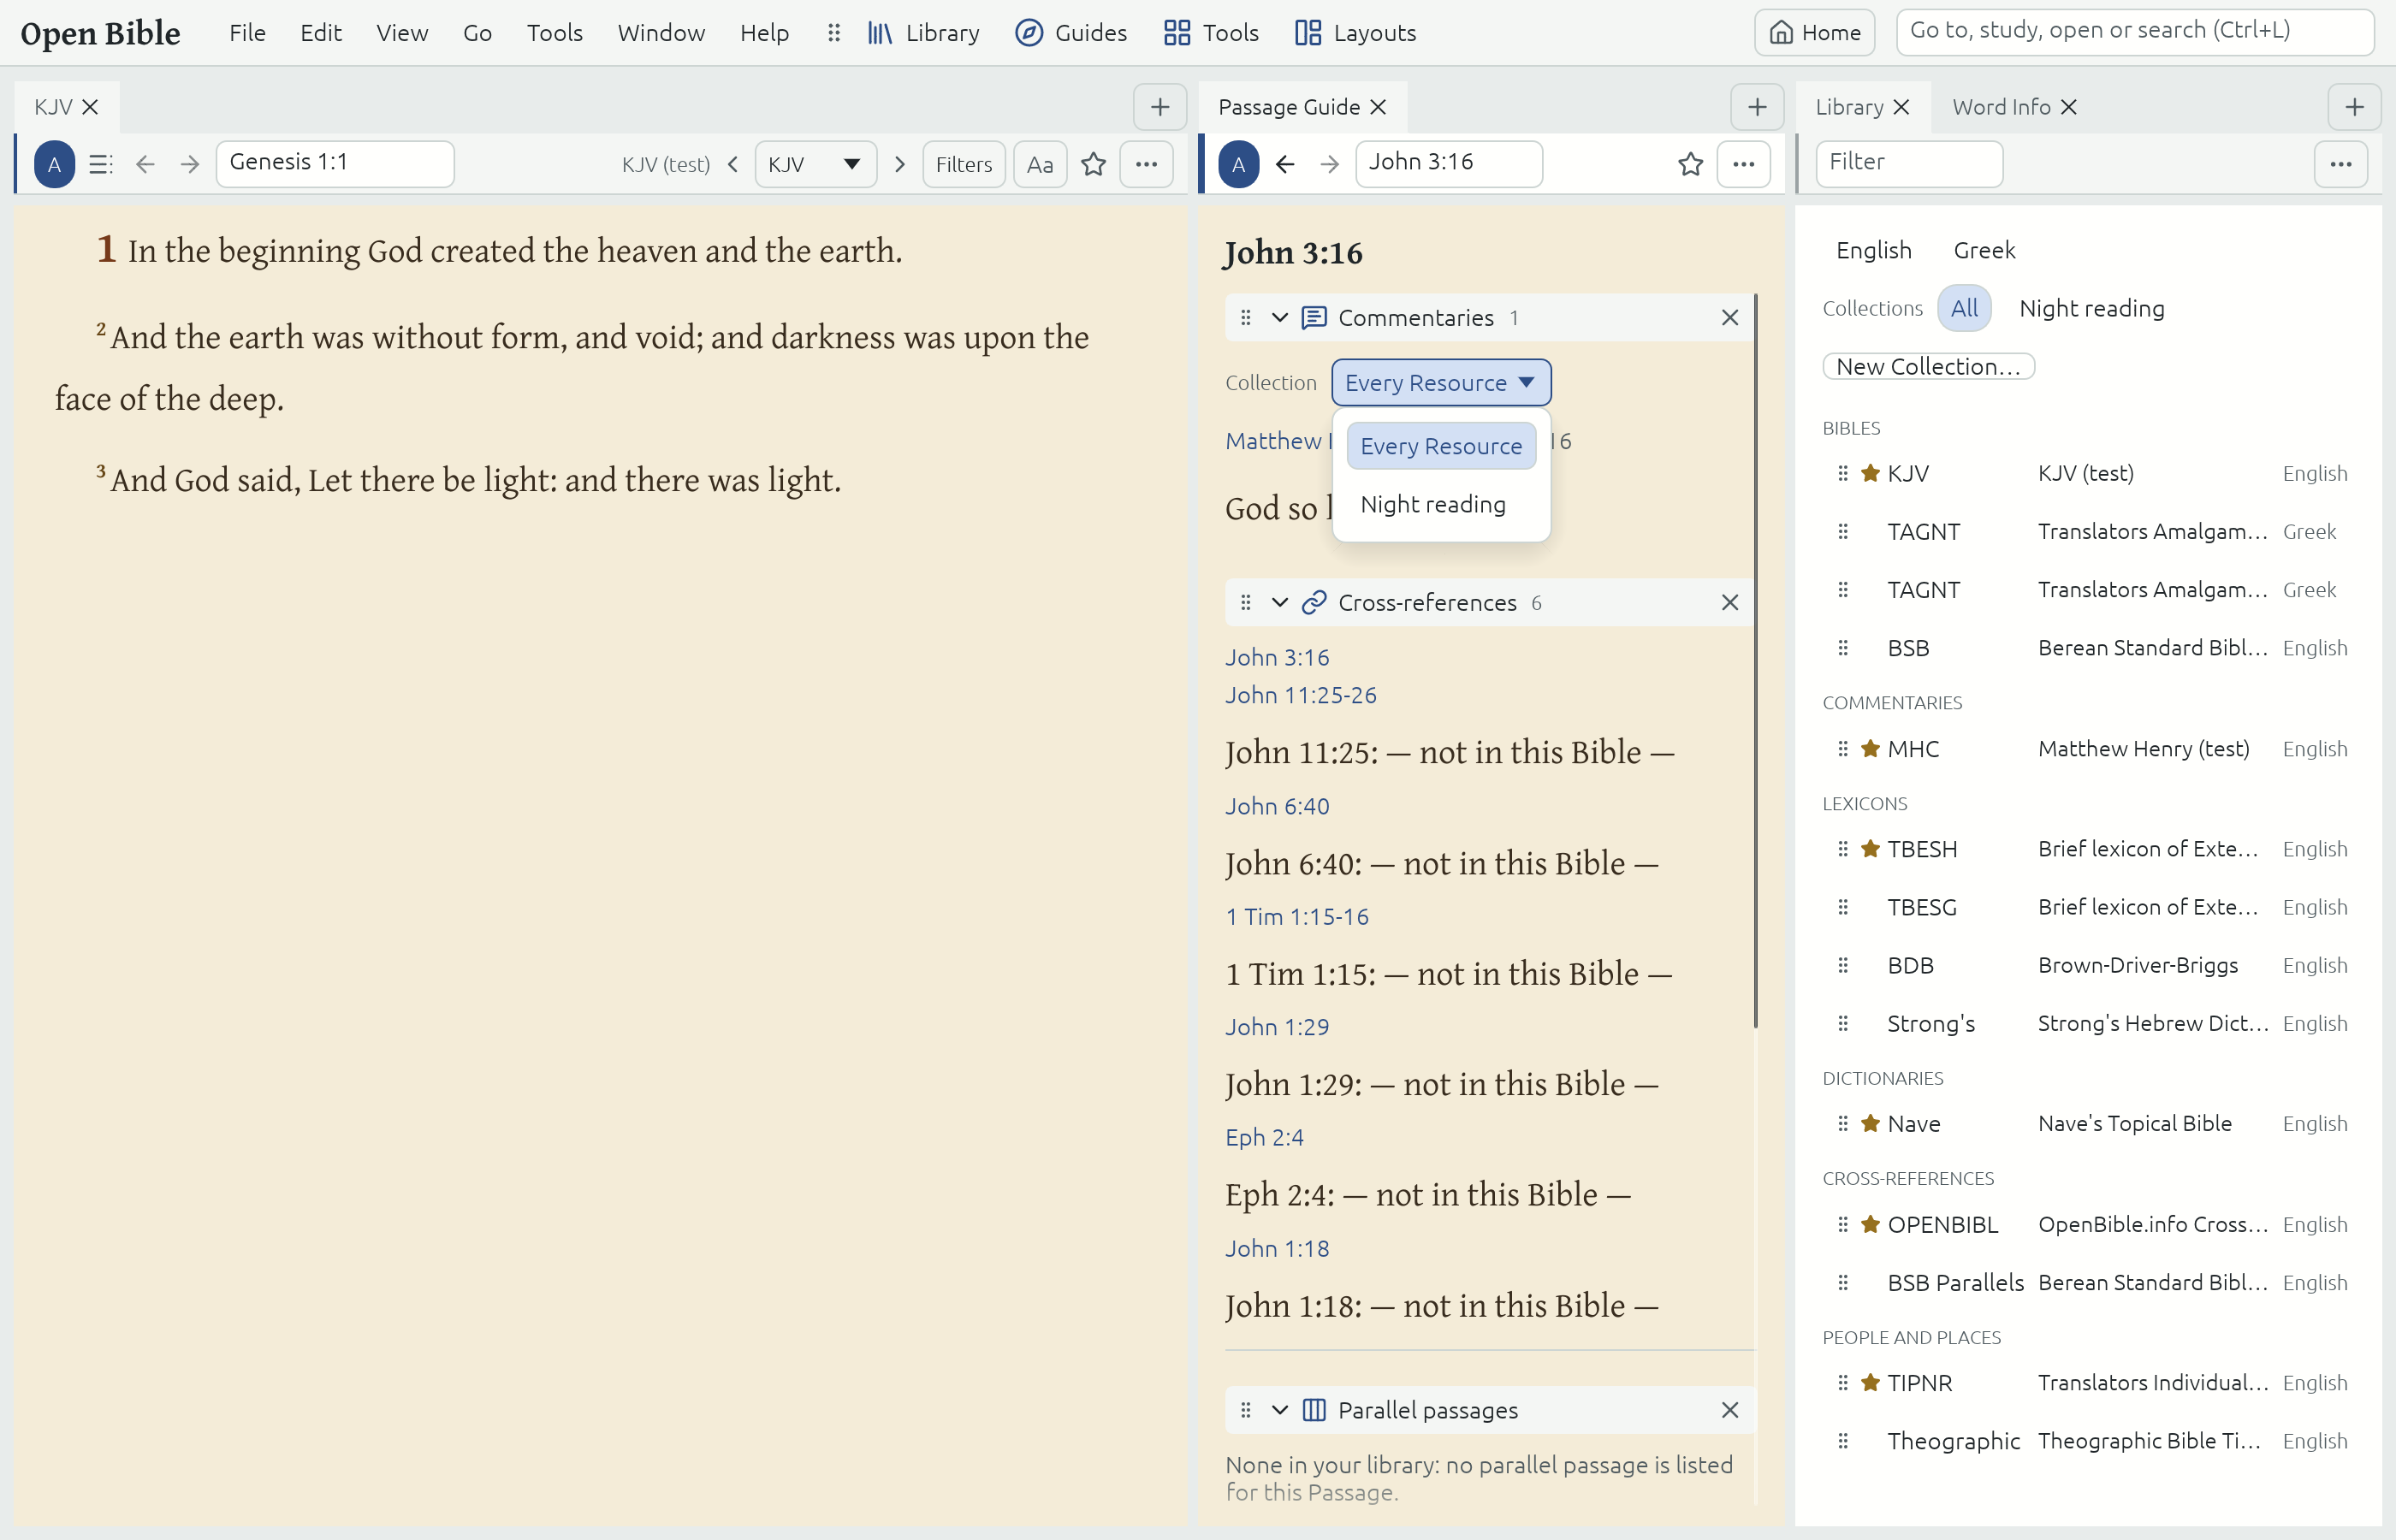 Open Bible File Edit View Go Tools Window Help Library Guides Tools Layouts Home Go to, study, open or search (Ctrl+L)
KJV
A Genesis 1:1 KJV (test) KJV Filters Aa
1 In the beginning God created the heaven and the earth.
2 And the earth was without form, and void; and darkness was upon the
face of the deep.
3 And God said, Let there be light: and there was light.
Passage Guide
A John 3:16
John 3:16
Commentaries 1
Collection Every Resource
Every Resource
Night reading
Matthew 16
God so
Cross-references 6
John 3:16
John 11:25-26
John 11:25: — not in this Bible —
John 6:40
John 6:40: — not in this Bible —
1 Tim 1:15-16
1 Tim 1:15: — not in this Bible —
John 1:29
John 1:29: — not in this Bible —
Eph 2:4
Eph 2:4: — not in this Bible —
John 1:18
John 1:18: — not in this Bible —
Parallel passages
None in your library: no parallel passage is listed
for this Passage.
Library Word Info
Filter
English Greek
Collections All Night reading
New Collection…
BIBLES
KJV KJV (test) English
TAGNT Translators Amalgam… Greek
TAGNT Translators Amalgam… Greek
BSB Berean Standard Bibl… English
COMMENTARIES
MHC Matthew Henry (test) English
LEXICONS
TBESH Brief lexicon of Exte… English
TBESG Brief lexicon of Exte… English
BDB Brown-Driver-Briggs English
Strong's Strong's Hebrew Dict… English
DICTIONARIES
Nave Nave's Topical Bible English
CROSS-REFERENCES
OPENBIBL OpenBible.info Cross… English
BSB Parallels Berean Standard Bibl… English
PEOPLE AND PLACES
TIPNR Translators Individual… English
Theographic Theographic Bible Ti… English